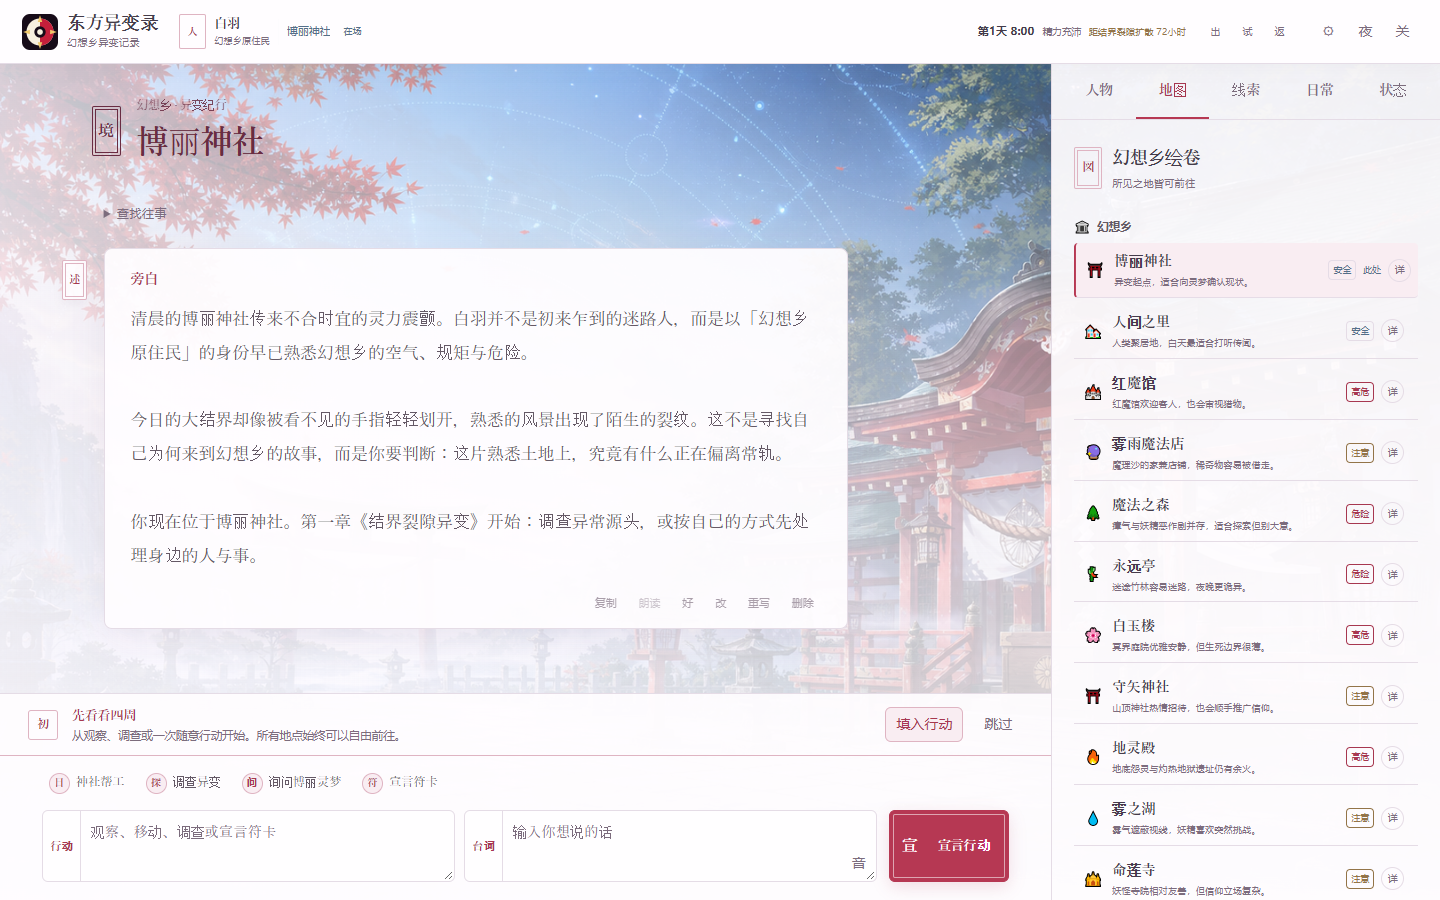 东方异变录
幻想乡异变记录
人
白羽
幻想乡原住民
博丽神社
在场
第1天 8:00
精力充沛
距结界裂隙扩散 72小时
出
试
返
⚙
夜
关
境
幻想乡 · 异变纪行
博丽神社
▶ 查找往事
述
旁白
清晨的博丽神社传来不合时宜的灵力震颤。白羽并不是初来乍到的迷路人，而是以「幻想乡
原住民」的身份早已熟悉幻想乡的空气、规矩与危险。
今日的大结界却像被看不见的手指轻轻划开，熟悉的风景出现了陌生的裂纹。这不是寻找自
己为何来到幻想乡的故事，而是你要判断：这片熟悉土地上，究竟有什么正在偏离常轨。
你现在位于博丽神社。第一章《结界裂隙异变》开始：调查异常源头，或按自己的方式先处
理身边的人与事。
复制
朗读
好
改
重写
删除
初
先看看四周
从观察、调查或一次随意行动开始。所有地点始终可以自由前往。
填入行动
跳过
日 神社帮工
探 调查异变
间 询问博丽灵梦
符 宣言符卡
行动
观察、移动、调查或宣言符卡
台词
输入你想说的话
音
宣 宣言行动
人物
地图
线索
日常
状态
図
幻想乡绘卷
所见之地皆可前往
幻想乡
博丽神社
异变起点，适合向灵梦确认现状。
安全
此处
详
人间之里
人类聚居地，白天最适合打听传闻。
安全
详
红魔馆
红魔馆欢迎客人，也会审视猎物。
高危
详
雾雨魔法店
魔理沙的家兼店铺，稀奇物容易被借走。
注意
详
魔法之森
瘴气与妖精恶作剧并存，适合探索但别大意。
危险
详
永远亭
迷途竹林容易迷路，夜晚更诡异。
危险
详
白玉楼
冥界庭院优雅安静，但生死边界很薄。
高危
详
守矢神社
山顶神社热情招待，也会顺手推广信仰。
注意
详
地灵殿
地底怨灵与灼热地狱遗址仍有余火。
高危
详
雾之湖
雾气遮蔽视线，妖精喜欢突然挑战。
注意
详
命莲寺
妖怪寺院相对友善，但信仰立场复杂。
注意
详